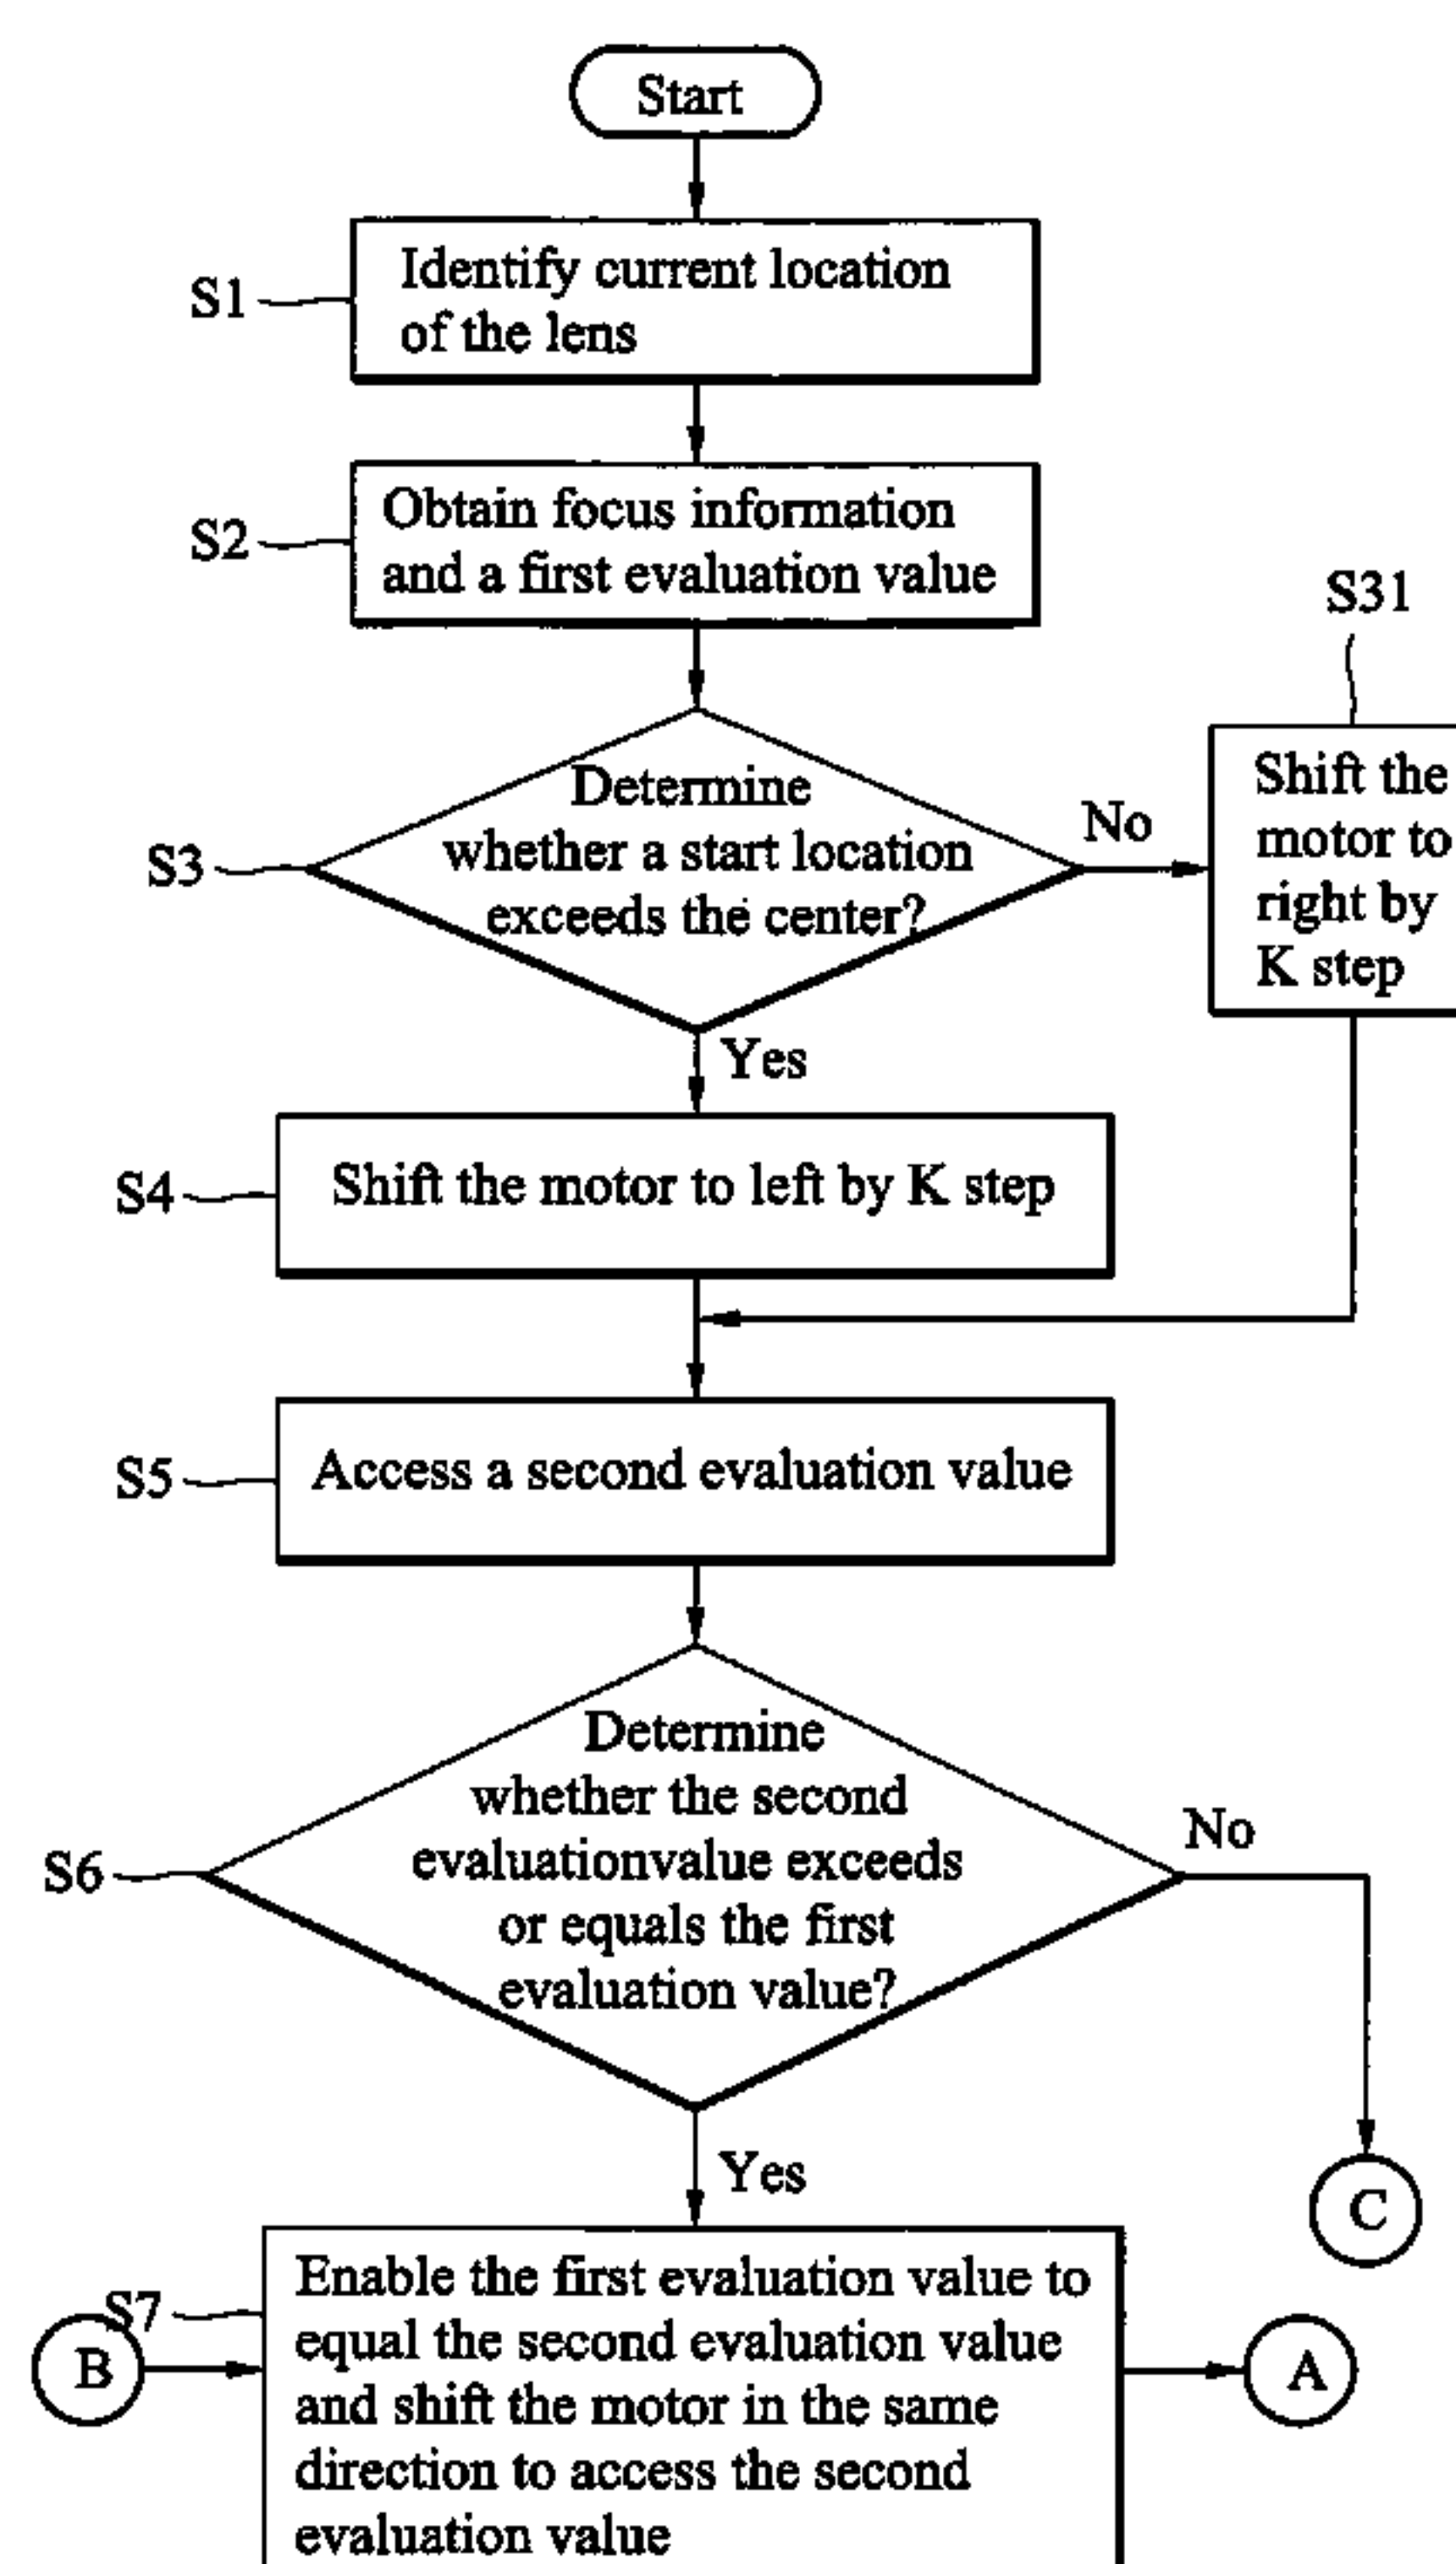 Start
S1
Identify current location
of the lens
S2
Obtain focus information
and a first evaluation value
S31
Shift the
motor to
right by
K step
S3
Determine
whether a start location
exceeds the center?
No
Yes
S4
Shift the motor to left by K step
S5
Access a second evaluation value
S6
Determine
whether the second
evaluationvalue exceeds
or equals the first
evaluation value?
No
Yes
C
S7
B
Enable the first evaluation value to
equal the second evaluation value
and shift the motor in the same
direction to access the second
evaluation value
A